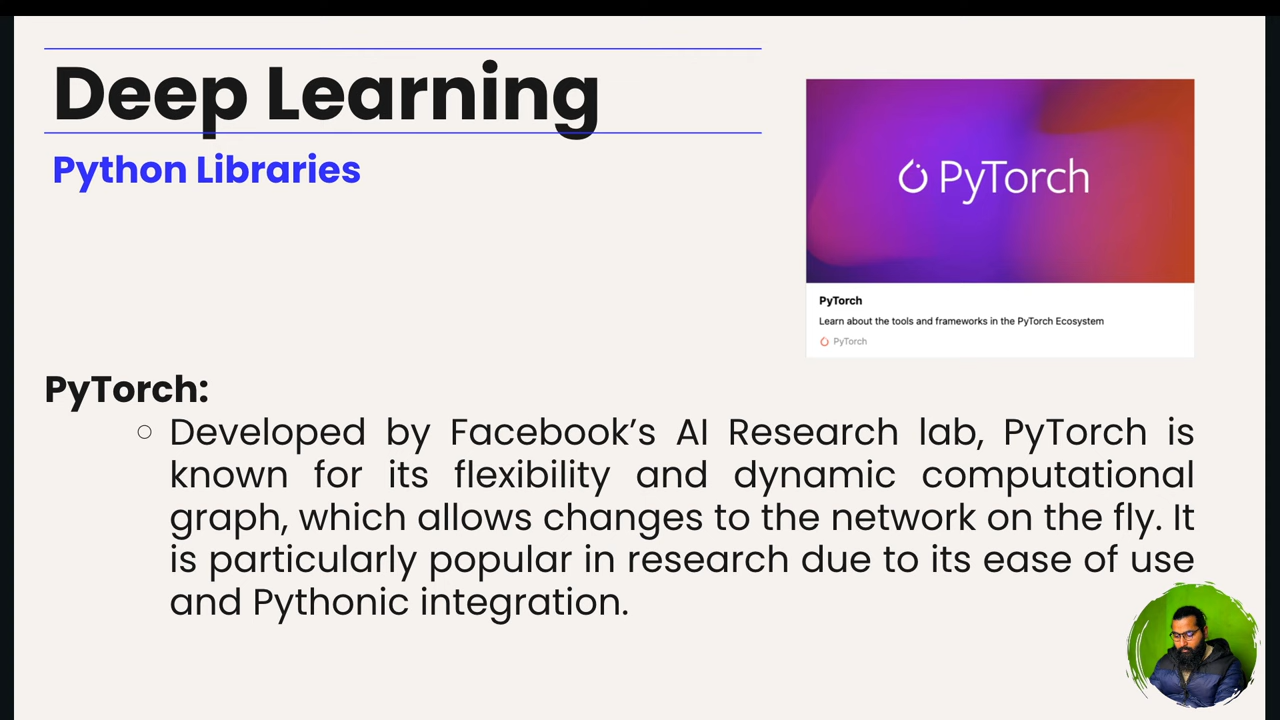 Deep Learning
Python Libraries
PyTorch
PyTorch
Learn about the tools and frameworks in the PyTorch Ecosystem
PyTorch
PyTorch:
Developed by Facebook’s AI Research lab, PyTorch is
known for its flexibility and dynamic computational
graph, which allows changes to the network on the fly. It
is particularly popular in research due to its ease of use
and Pythonic integration.